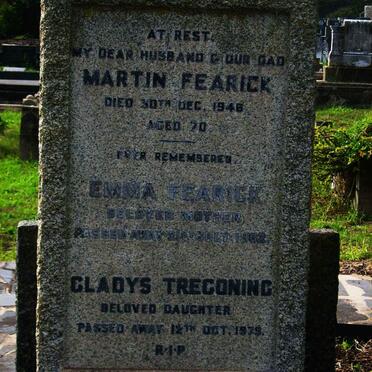 AT REST.
MY DEAR HUSBAND & OUR DAD
MARTIN FEARICK
DIED 30TH DEC. 1946
AGED 70
EVER REMEMBERED.
EMMA FEARICK
BELOVED MOTHER
PASSED AWAY
GLADYS TREGONING
BELOVED DAUGHTER
PASSED AWAY 12TH OCT. 1979.
R·I·P